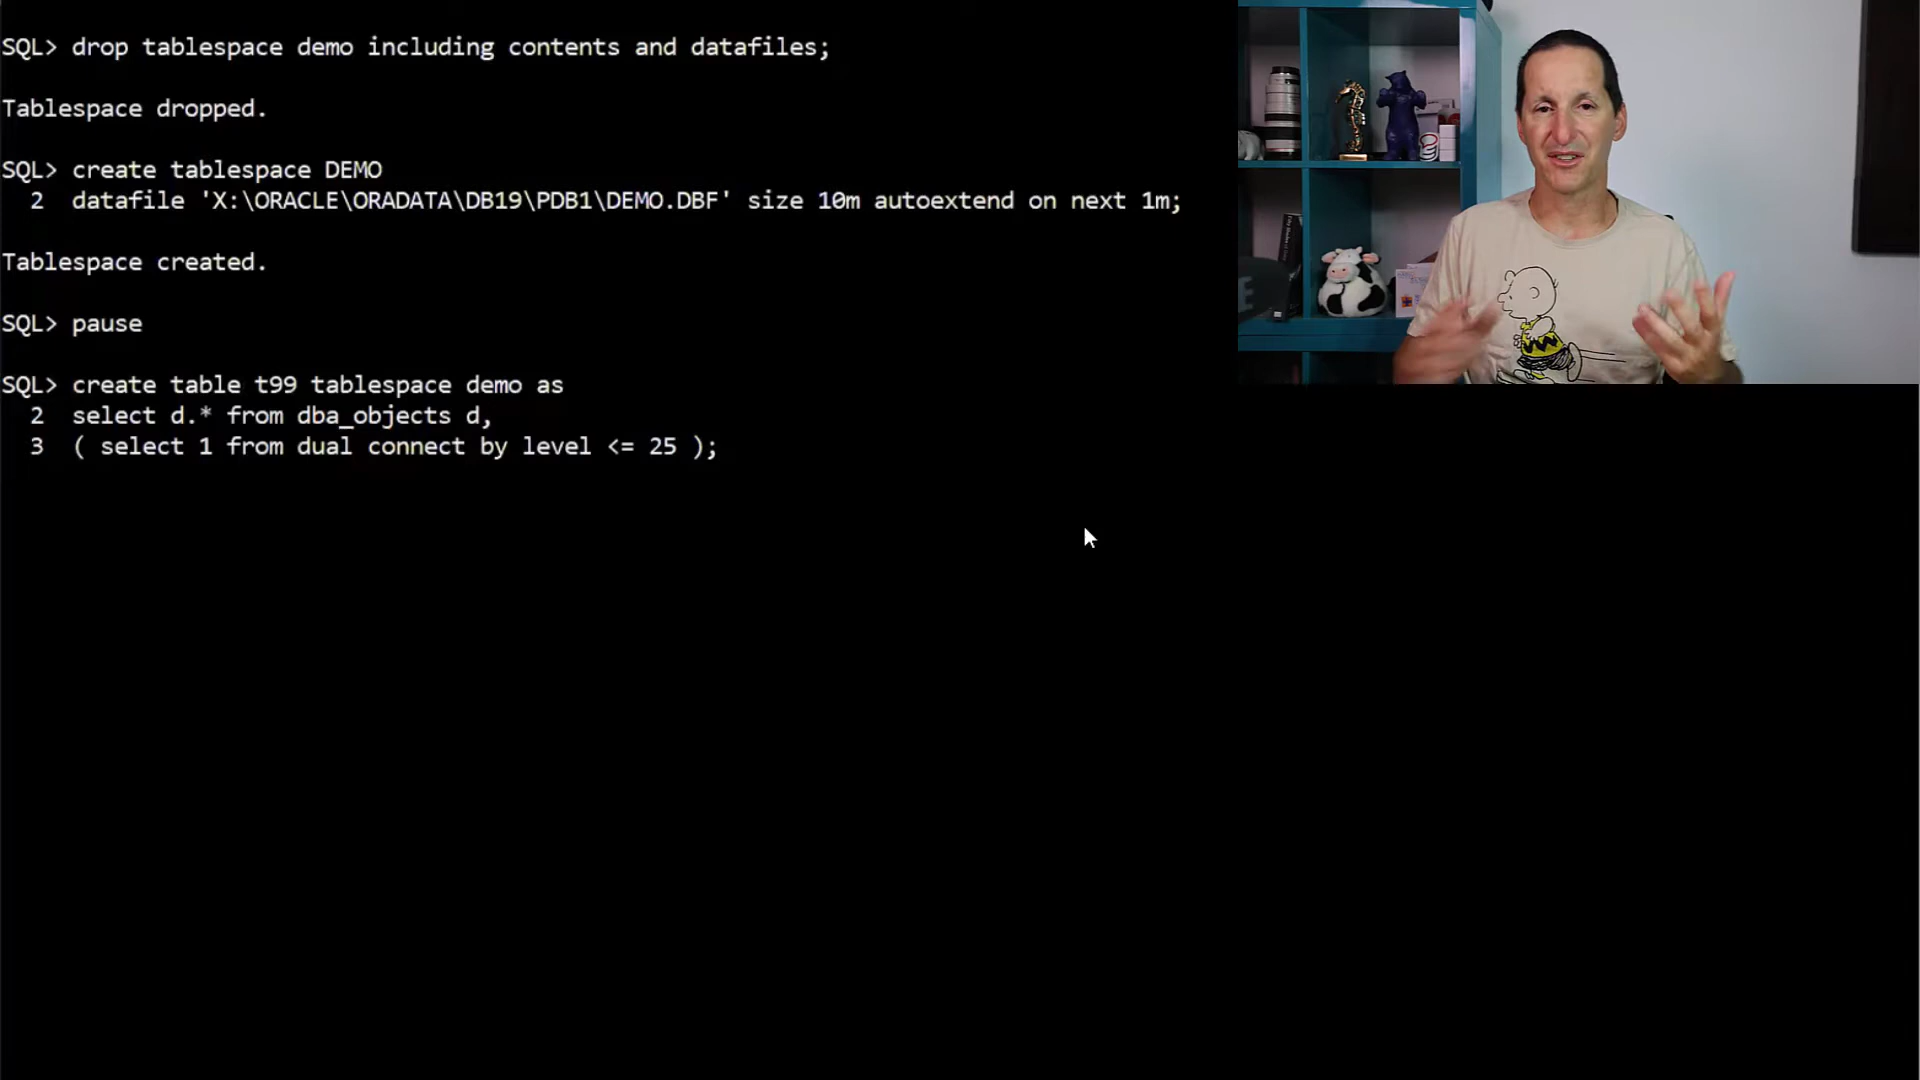 SQL> drop tablespace demo including contents and datafiles;
Tablespace dropped.
SQL> create tablespace DEMO
2 datafile 'X:\ORACLE\ORADATA\DB19\PDB1\DEMO.DBF' size 10m autoextend on next 1m;
Tablespace created.
SQL> pause
SQL> create table t99 tablespace demo as
2 select d.* from dba_objects d,
3 ( select 1 from dual connect by level <= 25 );